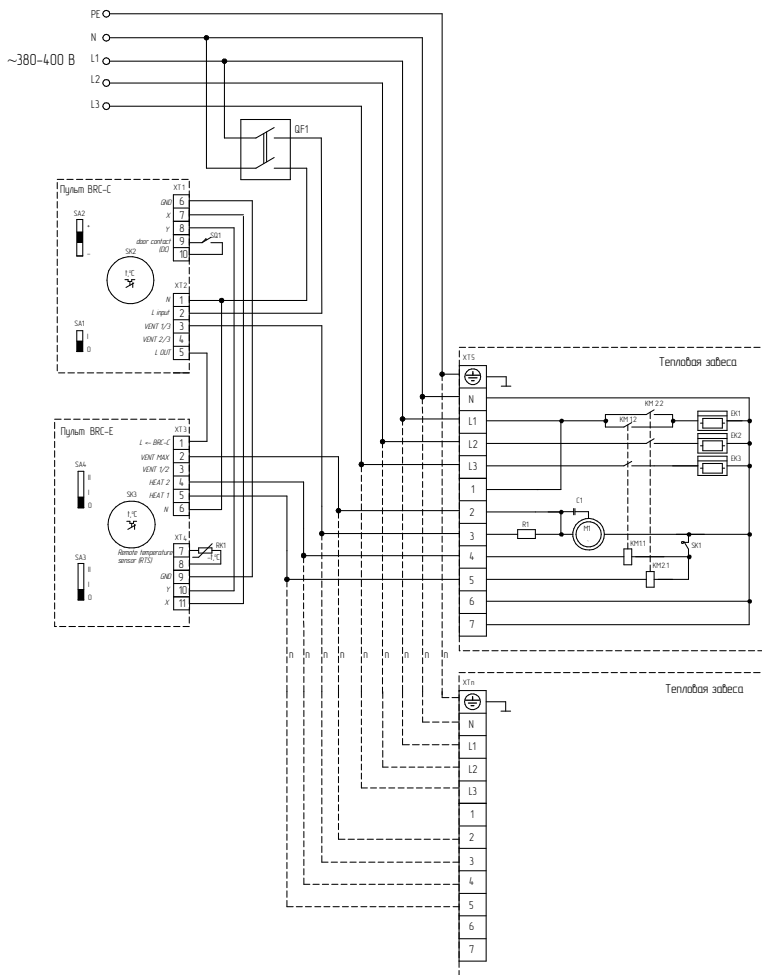 PE
N
~380-400 В
L1
L2
L3
QF1
Пульт BRC-C
XT1
SA2
+
-
GND 6
X 7
Y 8
door contact (DC) 9
10
SQ1
SK2
t,°C
XT2
N 1
L input 2
VENT 1/3 3
VENT 2/3 4
L OUT 5
SA1
I
0
Пульт BRC-E
XT3
L <- BRC-C 1
VENT MAX 2
VENT 1/2 3
HEAT 2 4
HEAT 1 5
N 6
SA4
II
I
0
SK3
t,°C
XT4
Remote temperature
sensor (RTS)
7
8
RK1
-t,°C
GND 9
Y 10
X 11
SA3
II
I
0
XT5
Тепловая завеса
N
L1
L2
L3
1
2
3
4
5
6
7
KM2.2
KM1.2
EK1
EK2
EK3
C1
R1
M1
KM1.1
SK1
KM2.1
n n n n n n n n n
XTn
Тепловая завеса
N
L1
L2
L3
1
2
3
4
5
6
7